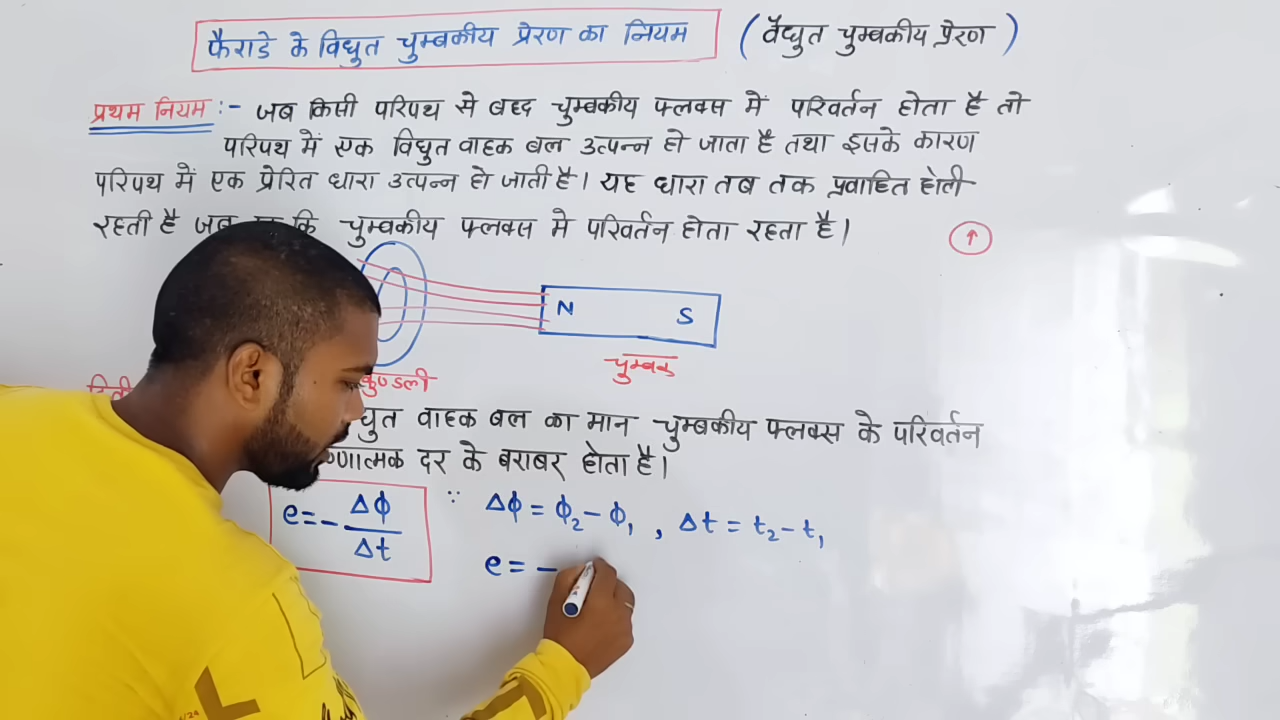 फैराडे के विद्युत चुम्बकीय प्रेरण का नियम (वैद्युत चुम्बकीय प्रेरण)
प्रथम नियम :- जब किसी परिपथ से बद्ध चुम्बकीय फ्लक्स में परिवर्तन होता है तो
परिपथ में एक विद्युत वाहक बल उत्पन्न हो जाता है तथा इसके कारण
परिपथ में एक प्रेरित धारा उत्पन्न हो जाती है। यह धारा तब तक प्रवाहित होती
रहती है जब कि चुम्बकीय फ्लक्स मे परिवर्तन होता रहता है।
↑
N S
चुम्बक
कुण्डली
वाहक बल का मान चुम्बकीय फ्लक्स के परिवर्तन
दर के बराबर होता है।
e = - Δϕ/Δt ∵ Δϕ = ϕ₂ - ϕ₁ , Δt = t₂ - t₁
e = -